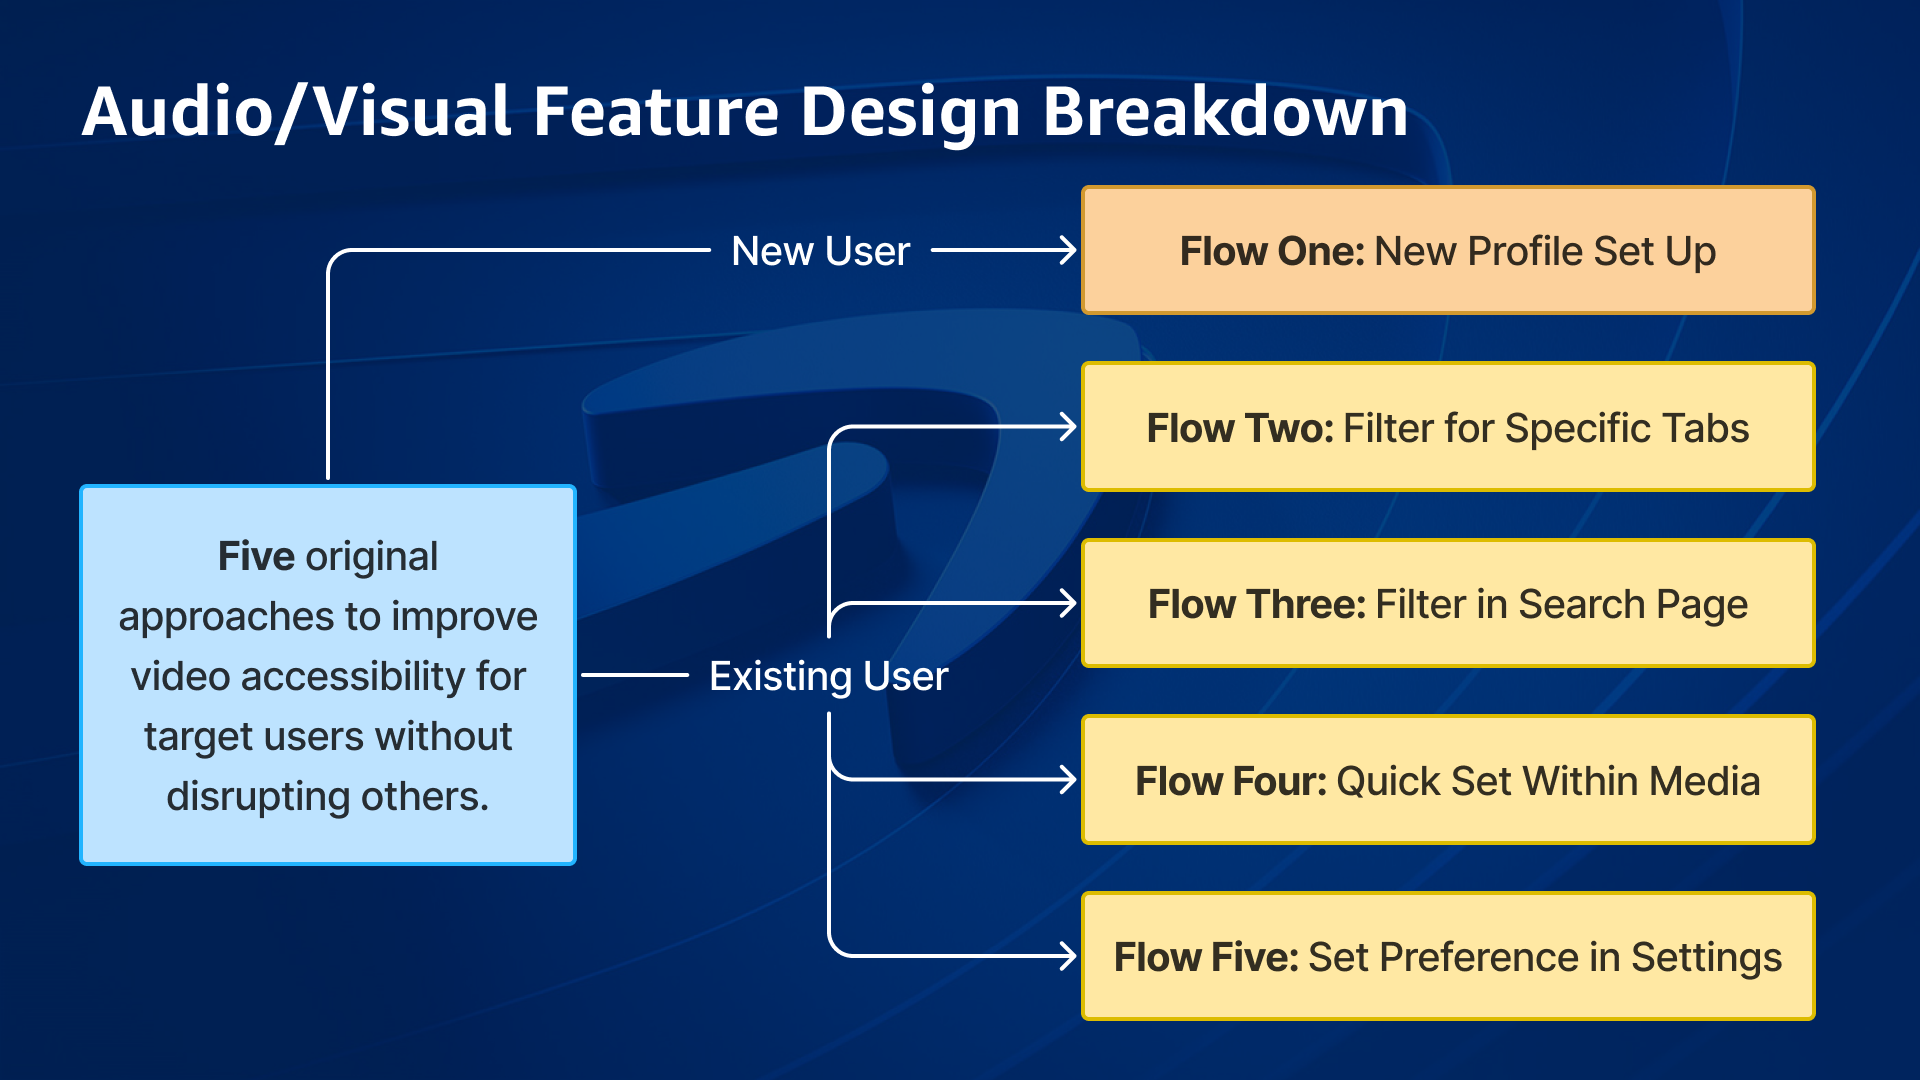 Audio/Visual Feature Design Breakdown
New User
Flow One: New Profile Set Up
Flow Two: Filter for Specific Tabs
Five original
approaches to improve
video accessibility for
target users without
disrupting others.
Existing User
Flow Three: Filter in Search Page
Flow Four: Quick Set Within Media
Flow Five: Set Preference in Settings